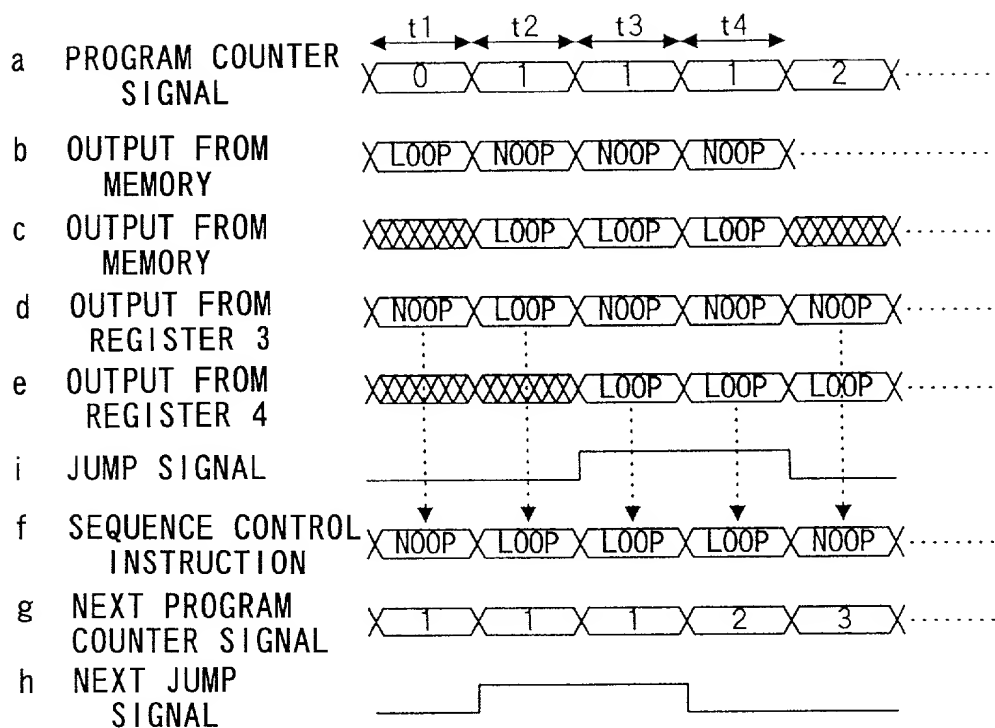 t1 t2 t3 t4
a PROGRAM COUNTER SIGNAL 0 1 1 1 2
b OUTPUT FROM MEMORY LOOP NOOP NOOP NOOP
c OUTPUT FROM MEMORY LOOP LOOP LOOP
d OUTPUT FROM REGISTER 3 NOOP LOOP NOOP NOOP NOOP
e OUTPUT FROM REGISTER 4 LOOP LOOP LOOP
i JUMP SIGNAL
f SEQUENCE CONTROL INSTRUCTION NOOP LOOP LOOP LOOP NOOP
g NEXT PROGRAM COUNTER SIGNAL 1 1 1 2 3
h NEXT JUMP SIGNAL